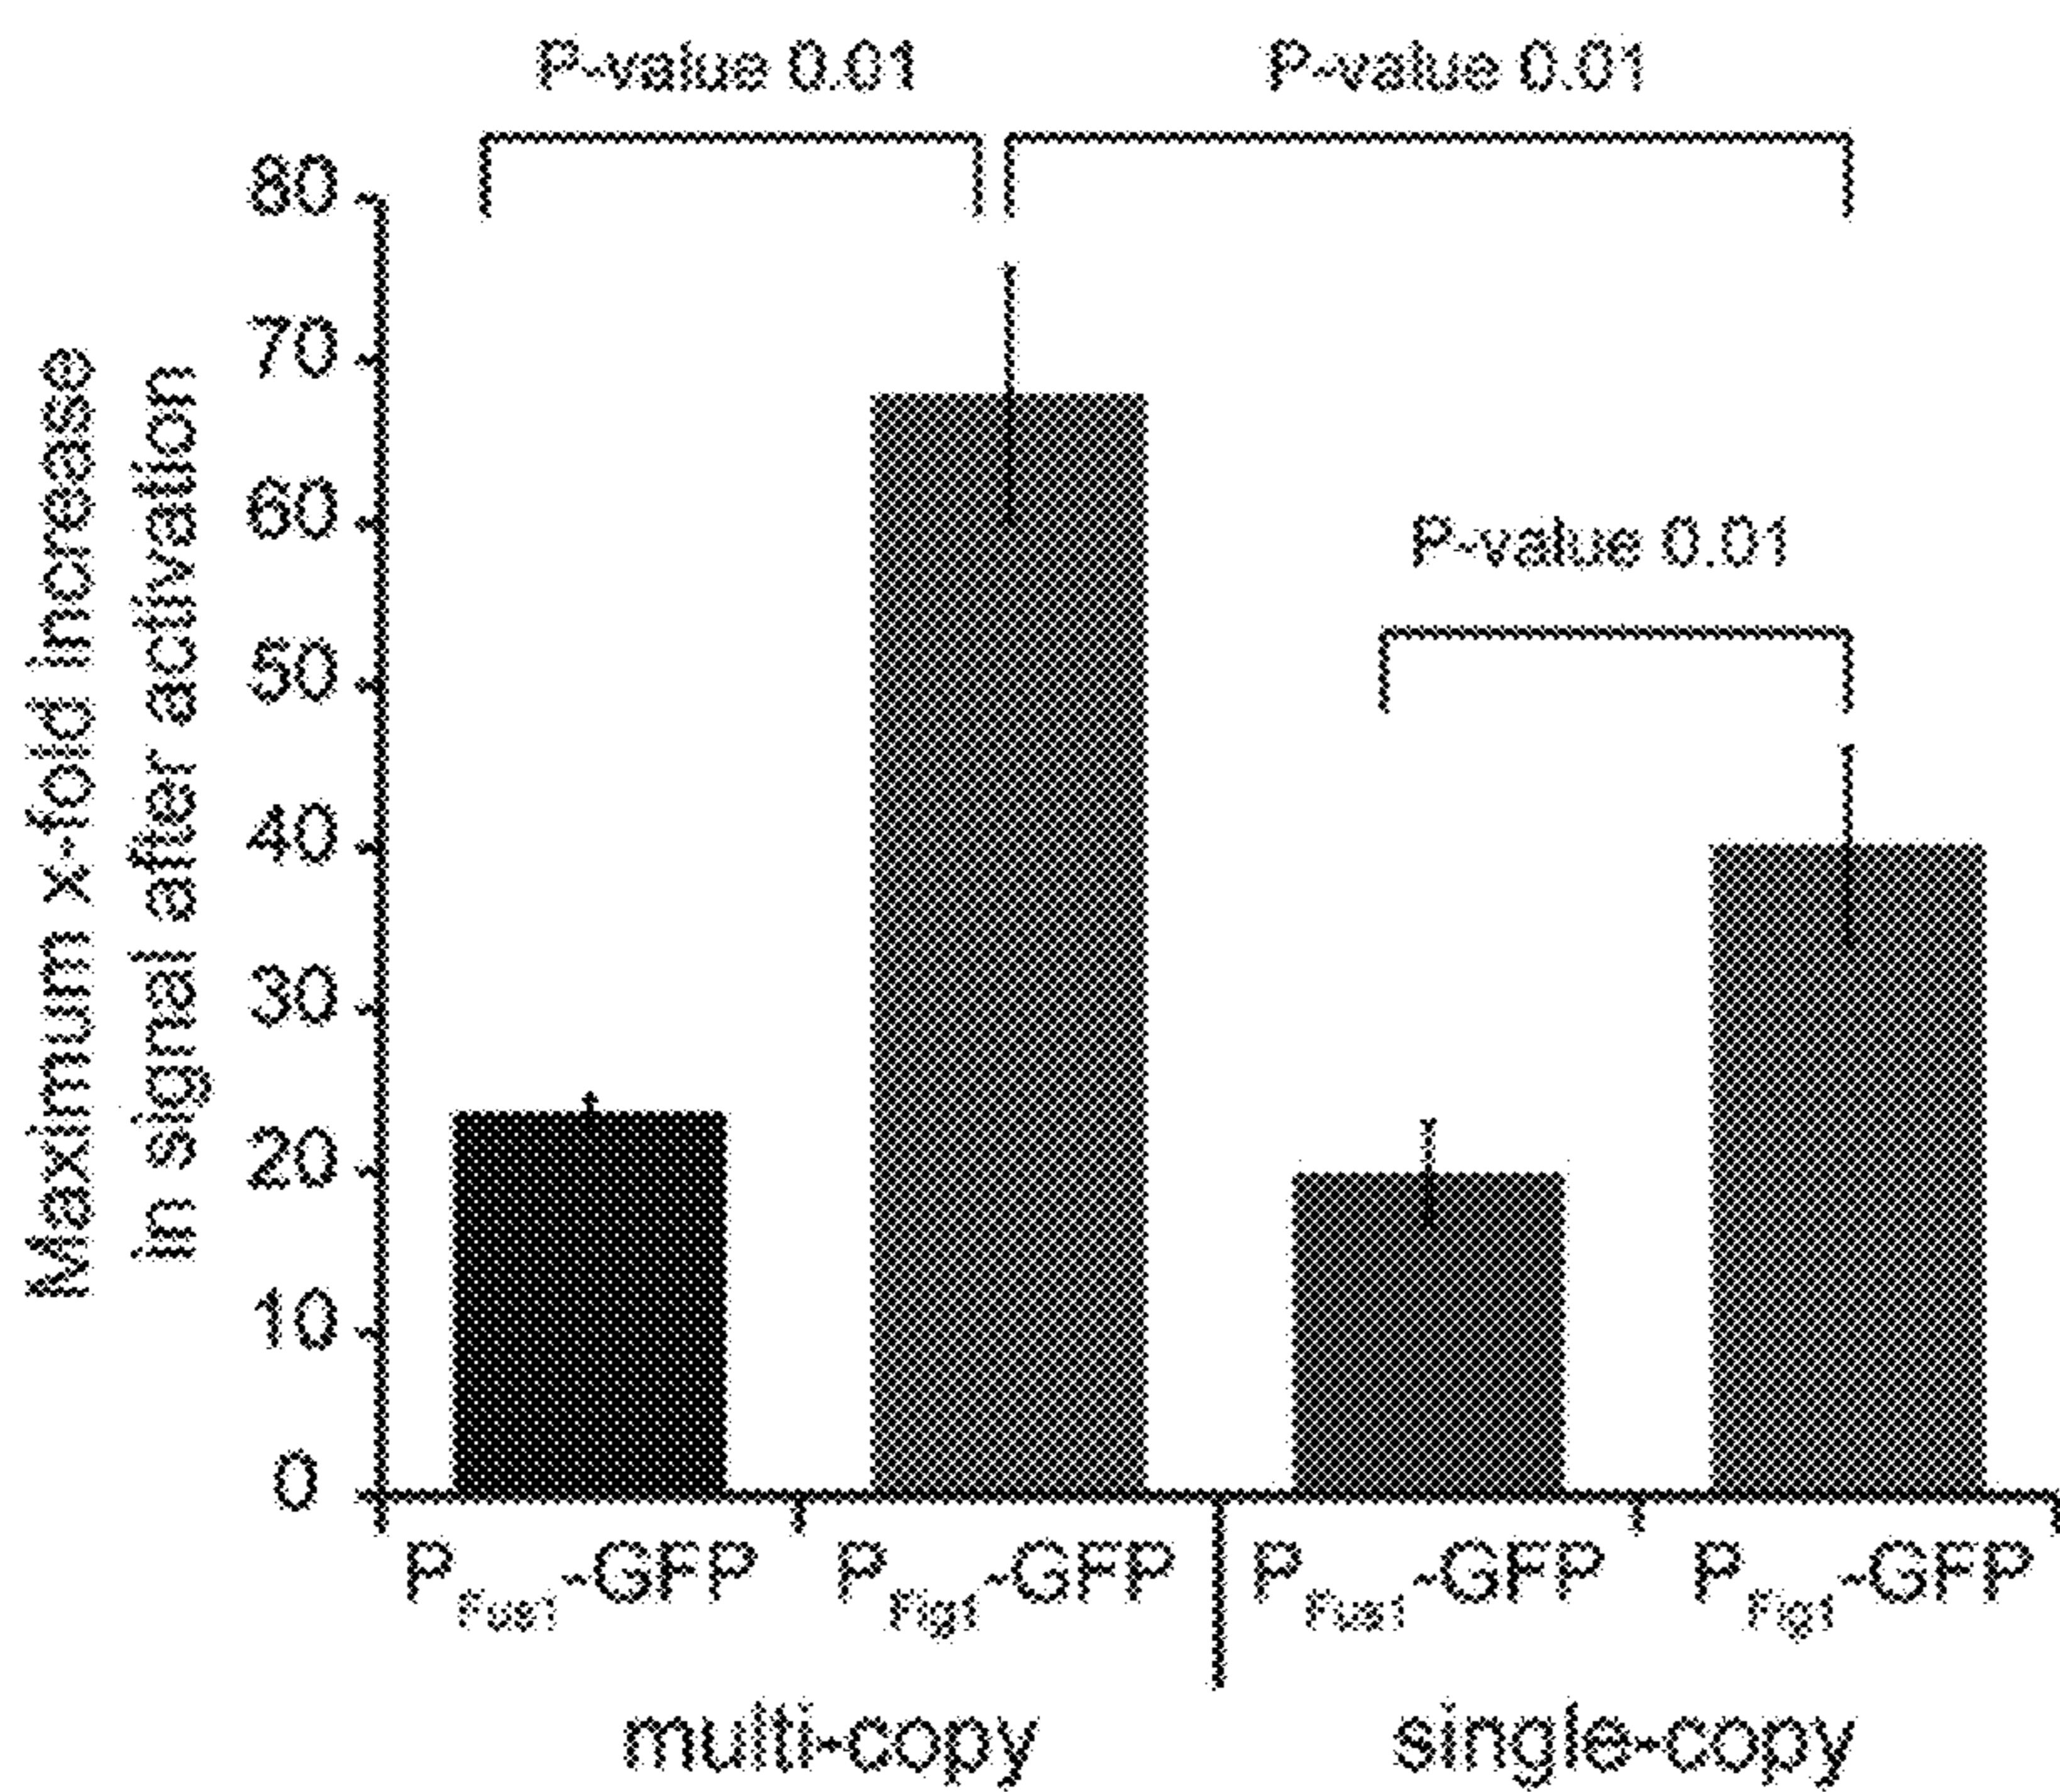 P-value 0.01
P-value 0.01
80
70
60
50
40
30
20
10
0
Maximum x-fold increase
in signal after activation
P-value 0.01
PFus1-GFP
PFig1-GFP
PFus1-GFP
PFig1-GFP
multi-copy
single-copy